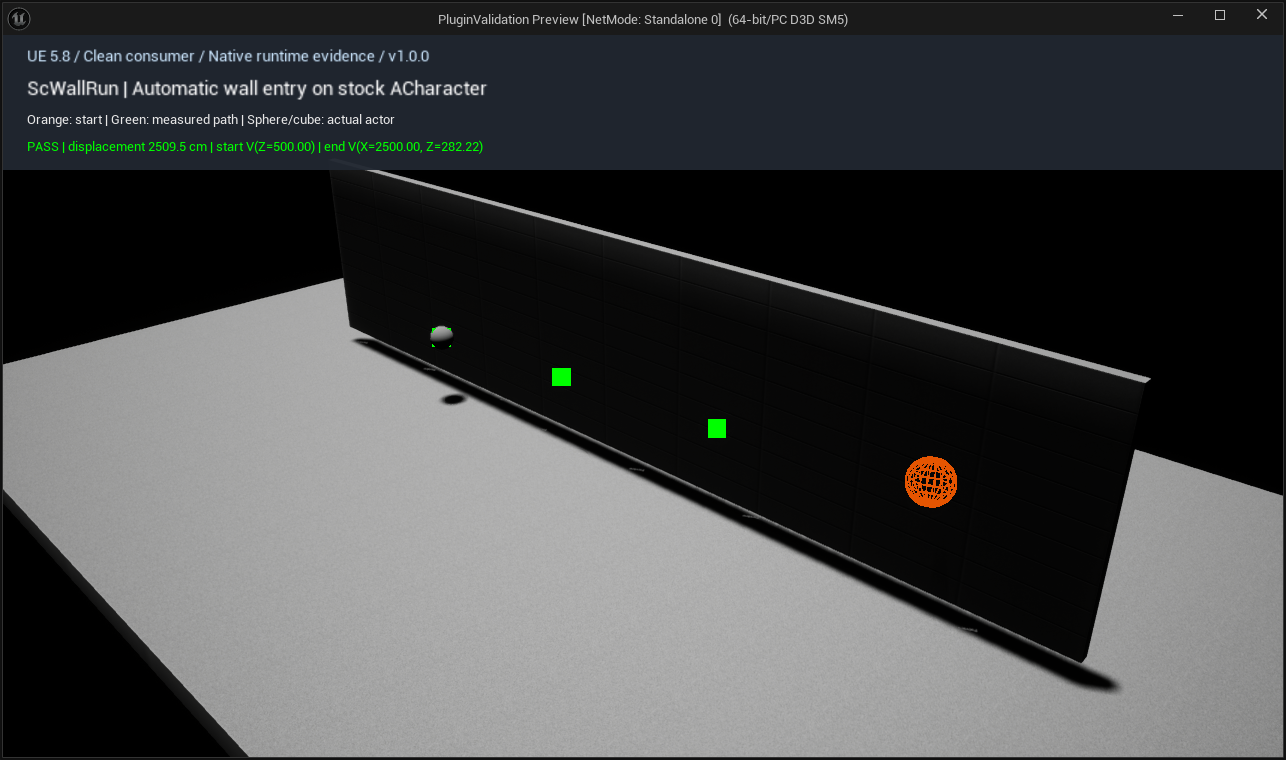 PluginValidation Preview [NetMode: Standalone 0]  (64-bit/PC D3D SM5)
UE 5.8 / Clean consumer / Native runtime evidence / v1.0.0
ScWallRun | Automatic wall entry on stock ACharacter
Orange: start | Green: measured path | Sphere/cube: actual actor
PASS | displacement 2509.5 cm | start V(Z=500.00) | end V(X=2500.00, Z=282.22)